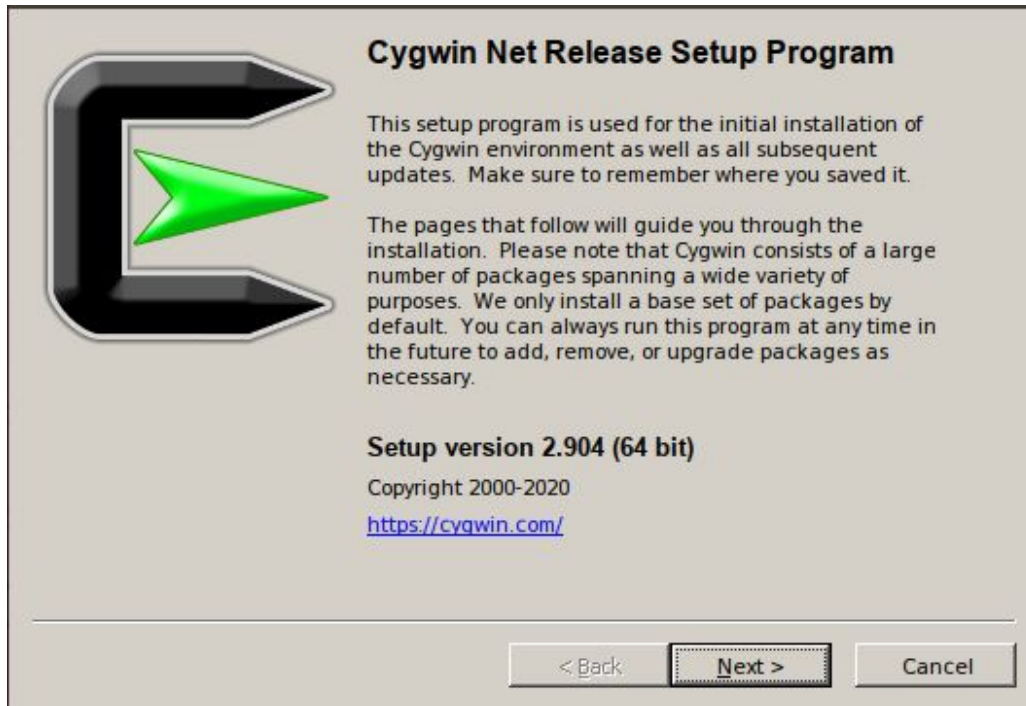 Cygwin Net Release Setup Program
This setup program is used for the initial installation of
the Cygwin environment as well as all subsequent
updates.  Make sure to remember where you saved it.
The pages that follow will guide you through the
installation.  Please note that Cygwin consists of a large
number of packages spanning a wide variety of
purposes.  We only install a base set of packages by
default.  You can always run this program at any time in
the future to add, remove, or upgrade packages as
necessary.
Setup version 2.904 (64 bit)
Copyright 2000-2020
https://cygwin.com/
< Back
Next >
Cancel